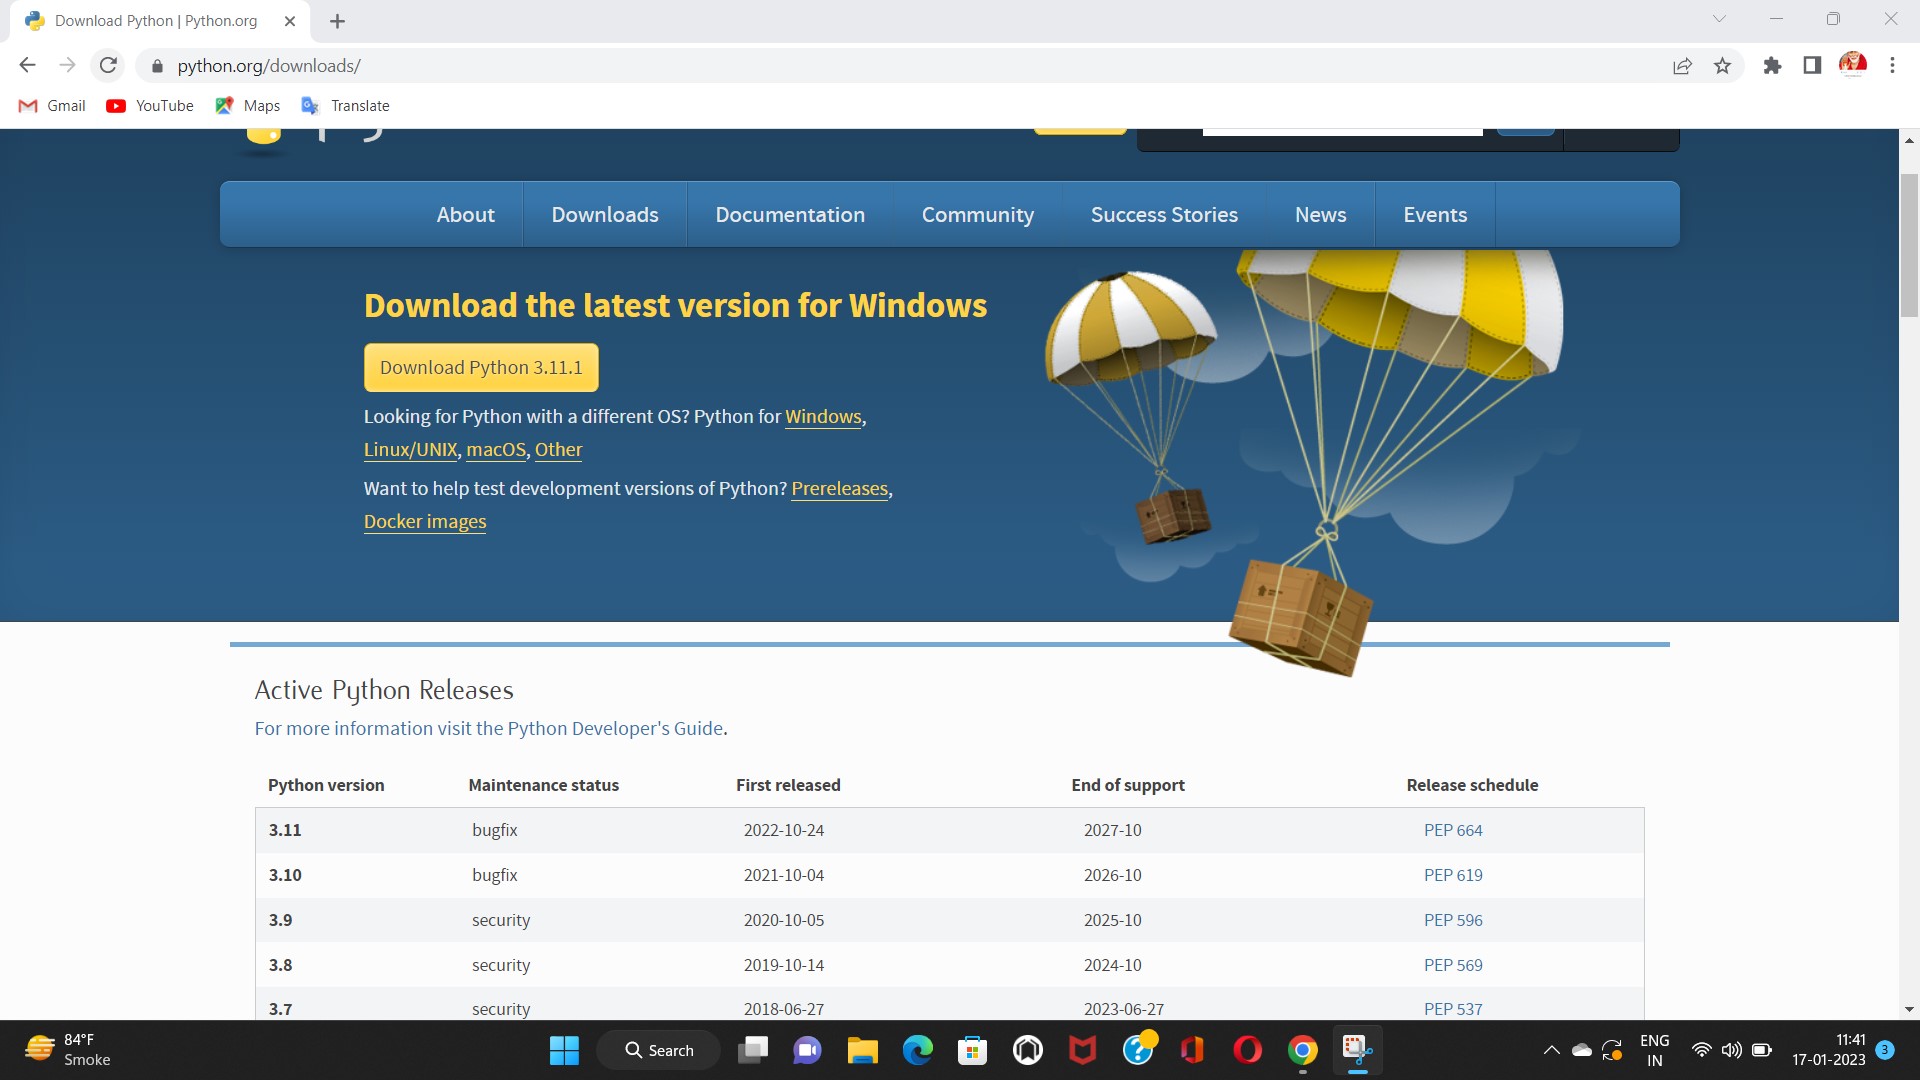 Download Python | Python.org
python.org/downloads/
Gmail YouTube Maps Translate
About Downloads Documentation Community Success Stories News Events
Download the latest version for Windows
Download Python 3.11.1
Looking for Python with a different OS? Python for Windows,
Linux/UNIX, macOS, Other
Want to help test development versions of Python? Prereleases,
Docker images
Active Python Releases
For more information visit the Python Developer's Guide.
Python version Maintenance status First released End of support Release schedule
3.11 bugfix 2022-10-24 2027-10 PEP 664
3.10 bugfix 2021-10-04 2026-10 PEP 619
3.9 security 2020-10-05 2025-10 PEP 596
3.8 security 2019-10-14 2024-10 PEP 569
3.7 security 2018-06-27 2023-06-27 PEP 537
84°F
Smoke
Search
ENG
IN
11:41
17-01-2023
3